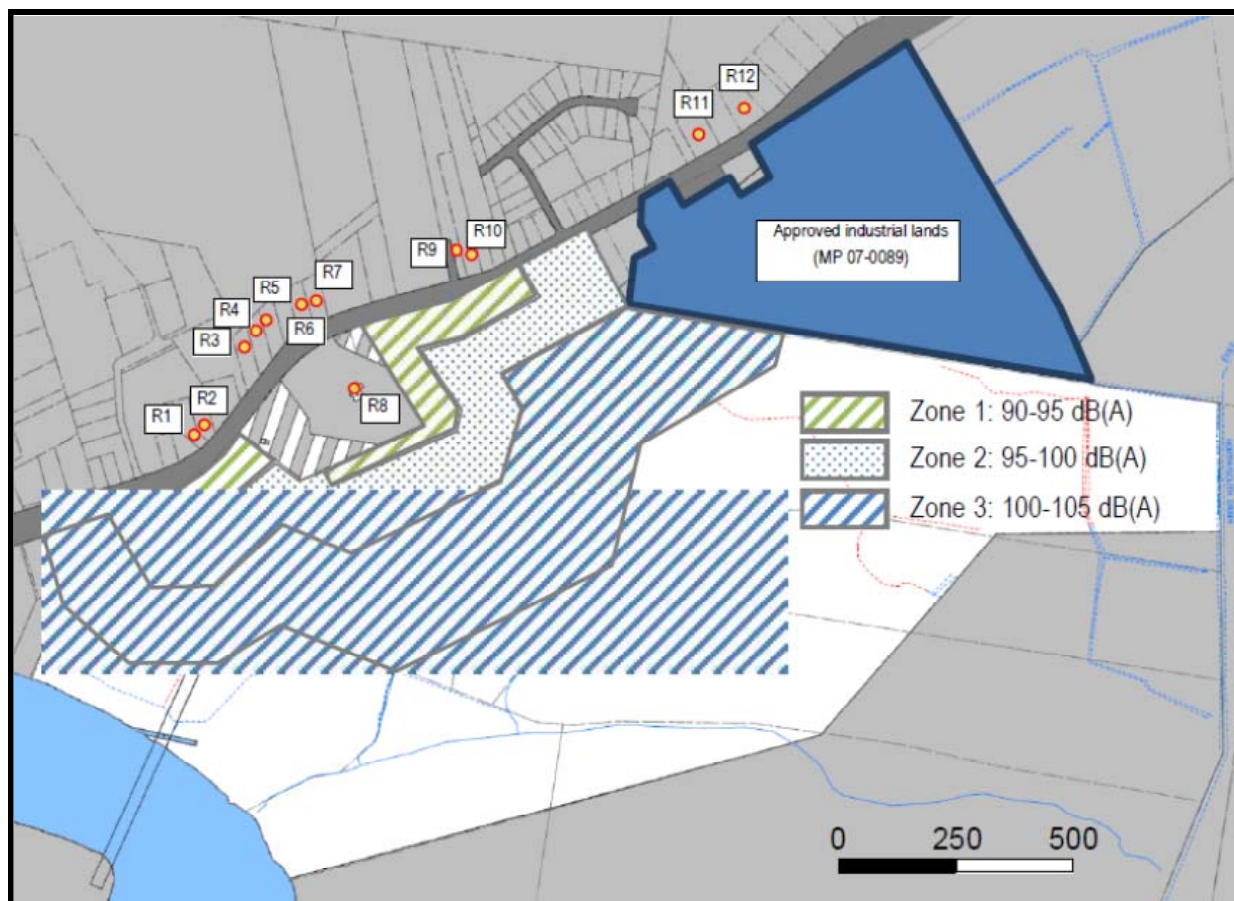 R12
R11
R9
R10
Approved industrial lands
(MP 07-0089)
R7
R5
R4
R6
R3
R8
R2
R1
Zone 1: 90-95 dB(A)
Zone 2: 95-100 dB(A)
Zone 3: 100-105 dB(A)
0 250 500